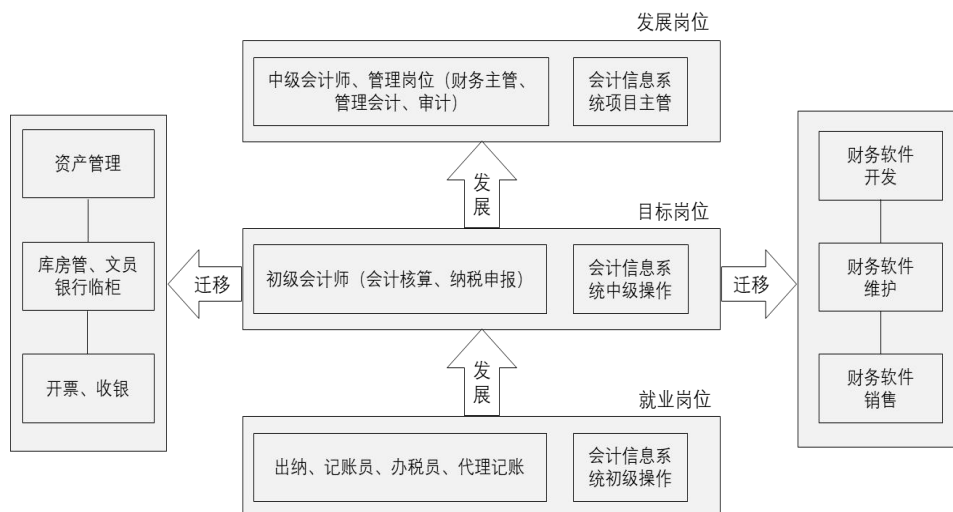 发展岗位
中级会计师、管理岗位（财务主管、
管理会计、审计）
会计信息系
统项目主管
资产管理
库房管、文员
银行临柜
开票、收银
发
展
目标岗位
迁移
初级会计师（会计核算、纳税申报）
会计信息系
统中级操作
迁移
财务软件
开发
财务软件
维护
财务软件
销售
发
展
就业岗位
出纳、记账员、办税员、代理记账
会计信息系
统初级操作